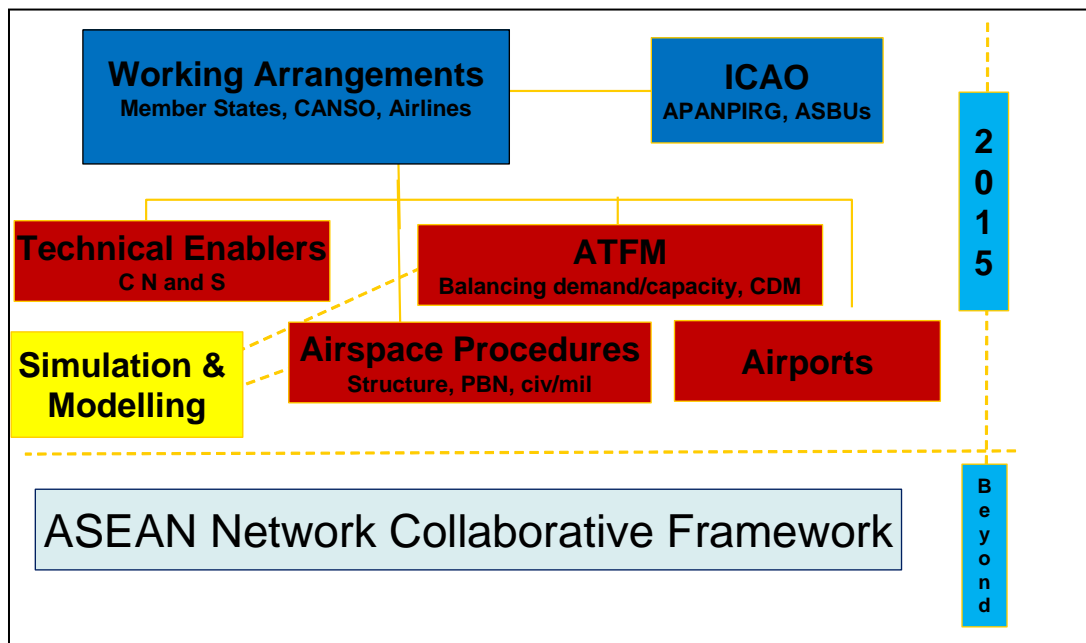 Working Arrangements
Member States, CANSO, Airlines
ICAO
APANPIRG, ASBUs
2
0
1
5
Technical Enablers
C N and S
ATFM
Balancing demand/capacity, CDM
Simulation &
Modelling
Airspace Procedures
Structure, PBN, civ/mil
Airports
ASEAN Network Collaborative Framework
B
e
y
o
n
d